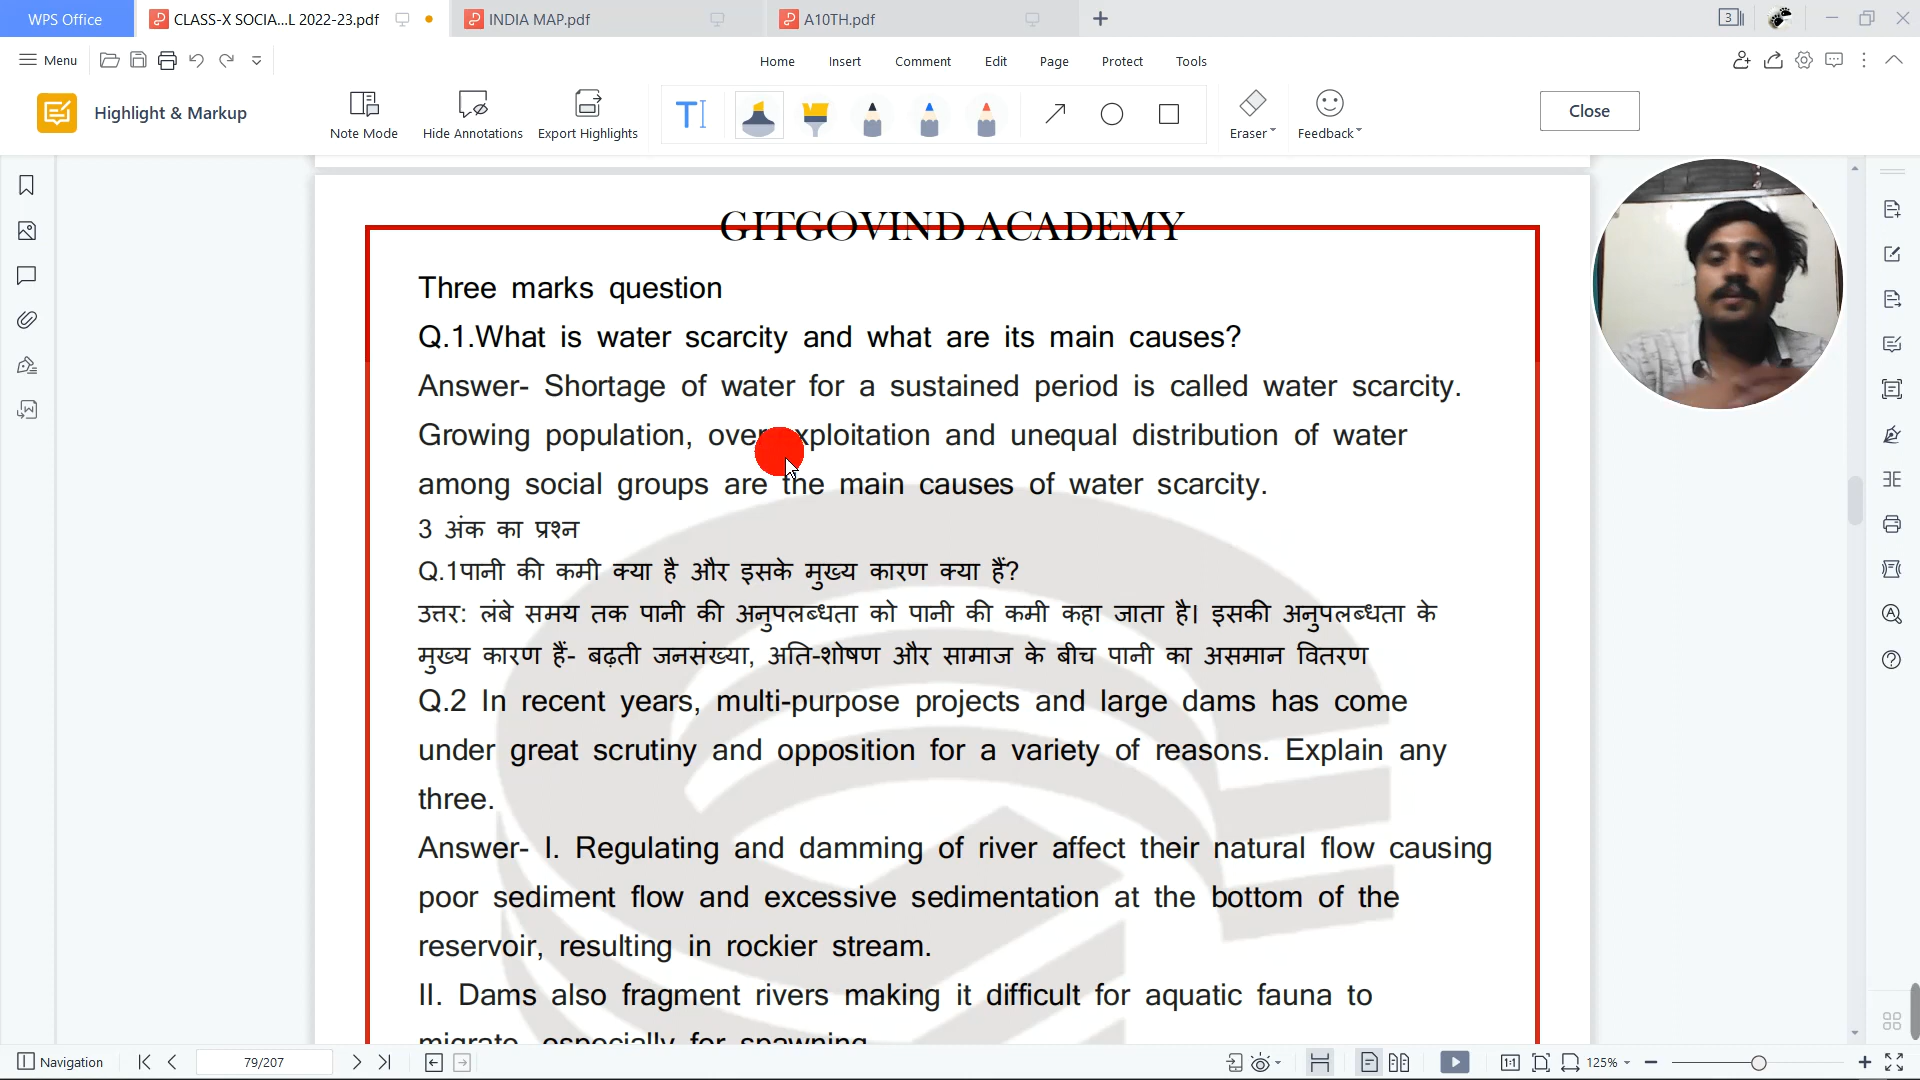 WPS Office
CLASS-X SOCIA...L 2022-23.pdf
INDIA MAP.pdf
A10TH.pdf
3
Menu
Home Insert Comment Edit Page Protect Tools
Highlight & Markup
Note Mode
Hide Annotations
Export Highlights
Eraser
Feedback
Close
GITGOVIND ACADEMY
Three marks question
Q.1.What is water scarcity and what are its main causes?
Answer- Shortage of water for a sustained period is called water scarcity.
Growing population, over xploitation and unequal distribution of water
among social groups are the main causes of water scarcity.
3 अंक का प्रश्न
Q.1पानी की कमी क्या है और इसके मुख्य कारण क्या हैं?
उत्तर: लंबे समय तक पानी की अनुपलब्धता को पानी की कमी कहा जाता है। इसकी अनुपलब्धता के
मुख्य कारण हैं- बढ़ती जनसंख्या, अति-शोषण और सामाज के बीच पानी का असमान वितरण
Q.2 In recent years, multi-purpose projects and large dams has come
under great scrutiny and opposition for a variety of reasons. Explain any
three.
Answer- I. Regulating and damming of river affect their natural flow causing
poor sediment flow and excessive sedimentation at the bottom of the
reservoir, resulting in rockier stream.
II. Dams also fragment rivers making it difficult for aquatic fauna to
migrate, especially for spawning
Navigation
79/207
1:1
125%